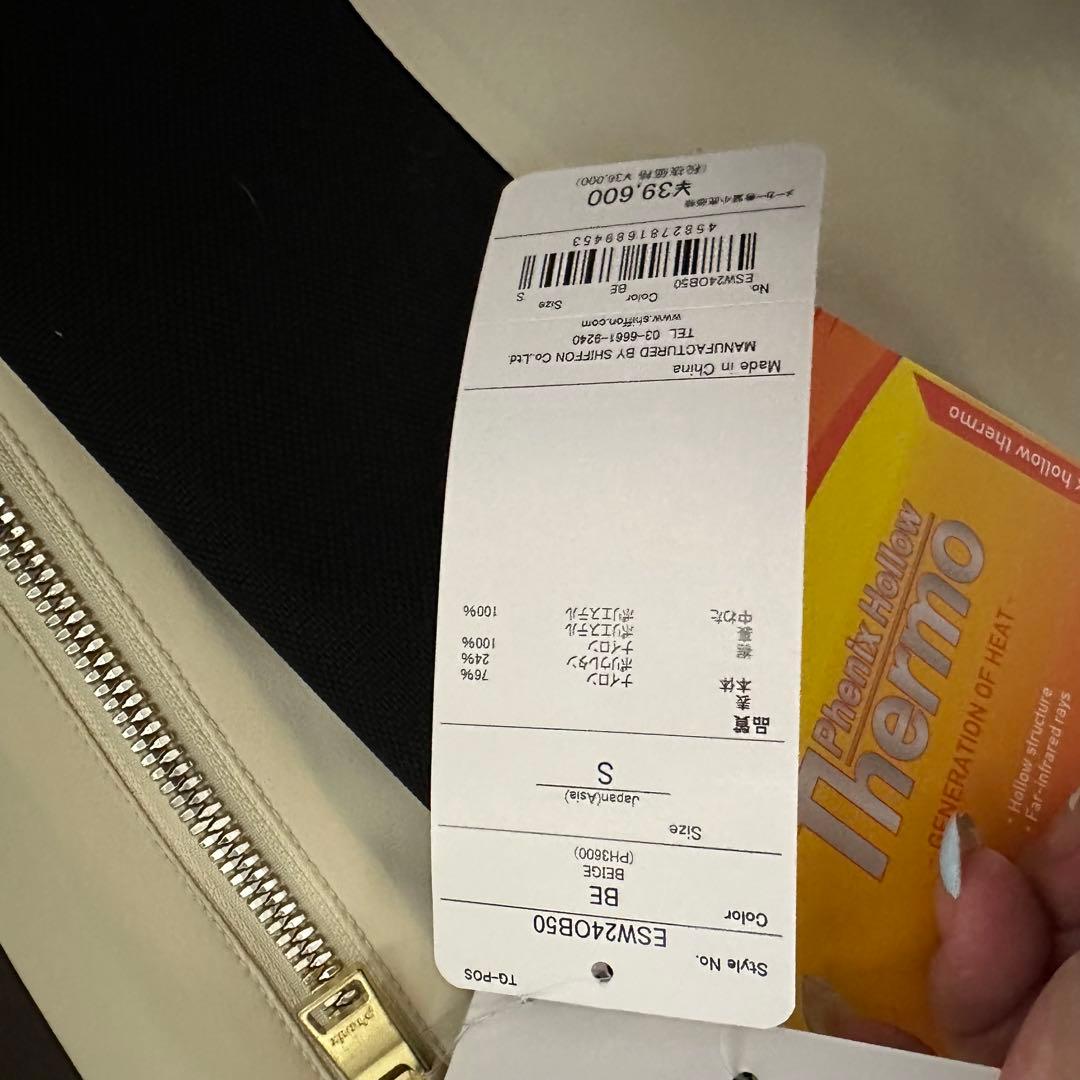 TG-POS
Style No.
ESW24OB50
Color
BE
BEIGE
(PH3600)
Size
Japan(Asia)
S
品質
表
本体 ナイロン 76%
ポリウレタン 24%
ナイロン 100%
裏 ポリエステル
中わた ポリエステル 100%
Made in China
MANUFACTURED BY SHIFFON Co.,Ltd.
TEL 03-6661-9240
www.shiffon.com
No. Color Size
ESW24OB50 BE S
4582781689453
メーカー希望小売価格 ¥39,600
(税抜価格 ¥36,000)
hollow thermo
Phenix Hollow
Thermo
GENERATION OF HEAT -
・Hollow structure
・Far-infrared rays